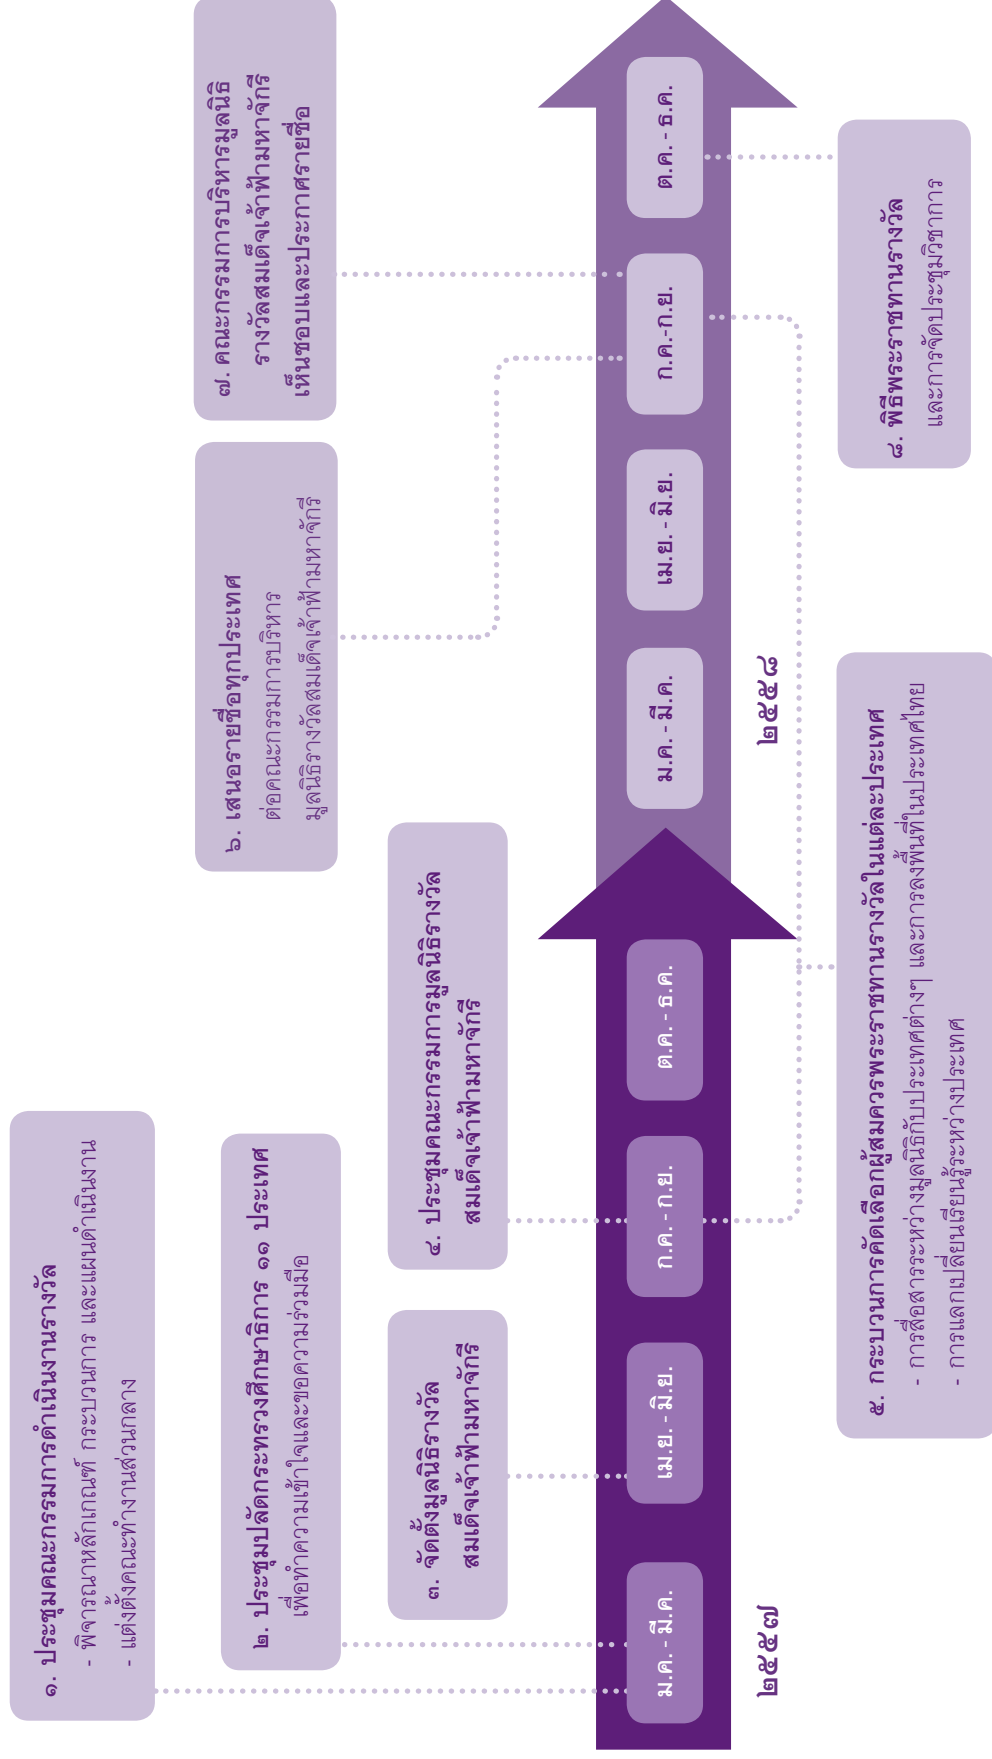 ๑. ประชุมคณะกรรมการดำเนินงานรางวัล
- พิจารณาหลักเกณฑ์ กระบวนการ และแผนดำเนินงาน
- แต่งตั้งคณะทำงานส่วนกลาง
๒. ประชุมปลัดกระทรวงศึกษาธิการ ๑๑ ประเทศ
เพื่อทำความเข้าใจและขอความร่วมมือ
๓. จัดตั้งมูลนิธิรางวัล
สมเด็จเจ้าฟ้ามหาจักรี
๔. ประชุมคณะกรรมการมูลนิธิรางวัล
สมเด็จเจ้าฟ้ามหาจักรี
๖. เสนอรายชื่อทุกประเทศ
ต่อคณะกรรมการบริหาร
มูลนิธิรางวัลสมเด็จเจ้าฟ้ามหาจักรี
๗. คณะกรรมการบริหารมูลนิธิ
รางวัลสมเด็จเจ้าฟ้ามหาจักรี
เห็นชอบและประกาศรายชื่อ
ม.ค. - มี.ค.
เม.ย. - มิ.ย.
ก.ค. - ก.ย.
ต.ค. - ธ.ค.
ม.ค. - มี.ค.
เม.ย. - มิ.ย.
ก.ค.-ก.ย.
ต.ค. - ธ.ค.
๒๕๕๗
๒๕๕๘
๕. กระบวนการคัดเลือกผู้สมควรพระราชทานรางวัลในแต่ละประเทศ
- การสื่อสารระหว่างมูลนิธิกับประเทศต่างๆ และการลงพื้นที่ในประเทศไทย
- การแลกเปลี่ยนเรียนรู้ระหว่างประเทศ
๘. พิธีพระราชทานรางวัล
และการจัดประชุมวิชาการ